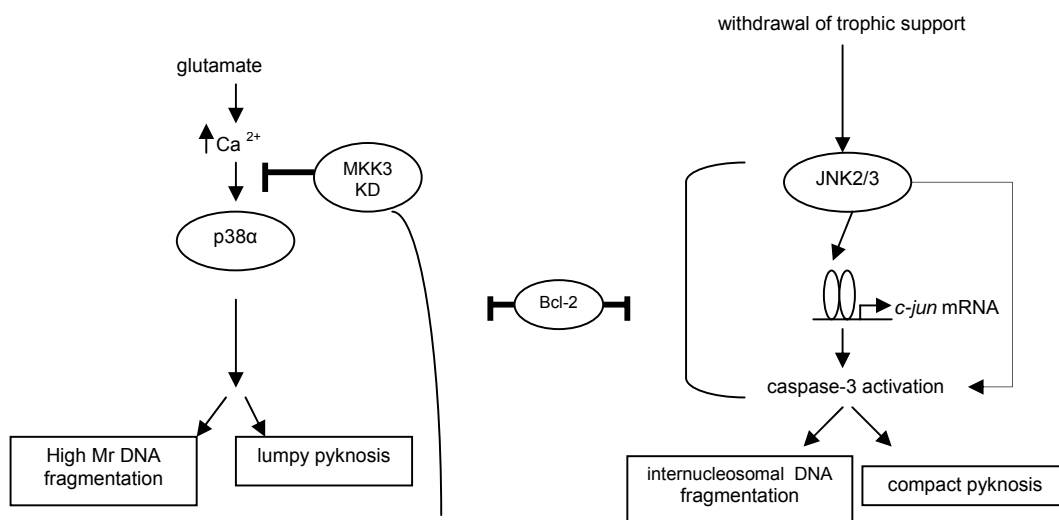 withdrawal of trophic support
glutamate
Ca 2+
MKK3
KD
JNK2/3
p38α
Bcl-2
c-jun mRNA
caspase-3 activation
High Mr DNA
fragmentation
lumpy pyknosis
internucleosomal DNA
fragmentation
compact pyknosis